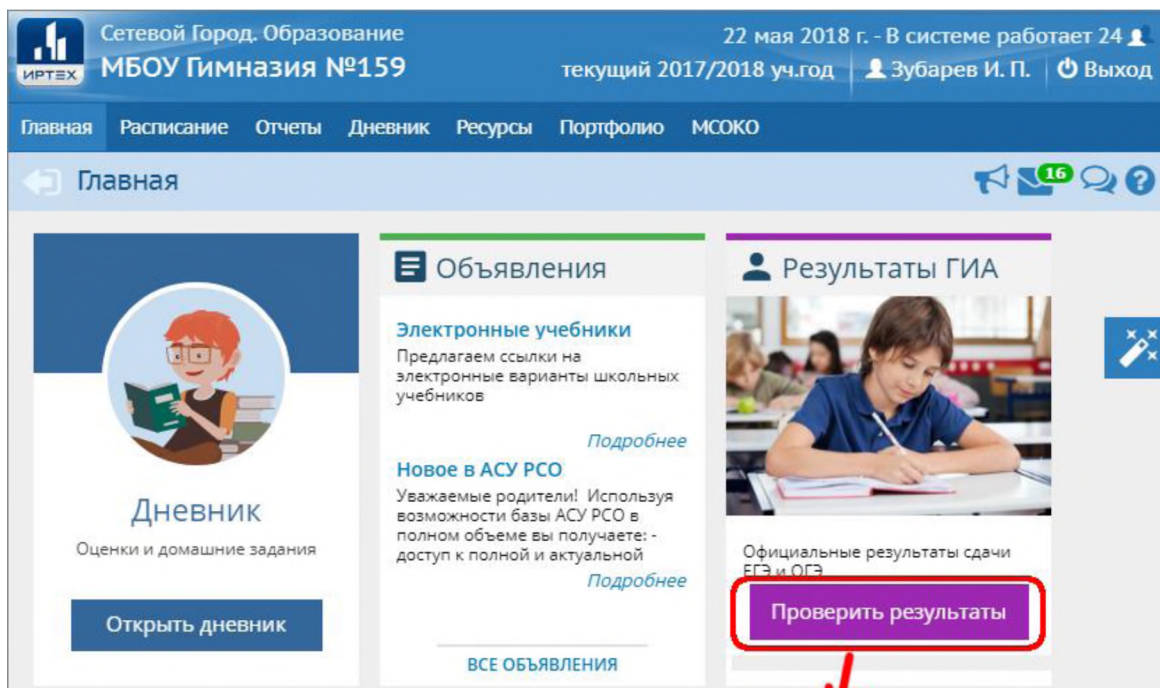 ИРТЕХ
Сетевой Город. Образование
МБОУ Гимназия №159
22 мая 2018 г. - В системе работает 24
текущий 2017/2018 уч.год
Зубарев И. П.
Выход
Главная Расписание Отчеты Дневник Ресурсы Портфолио МСОКО
Главная
16
Дневник
Оценки и домашние задания
Открыть дневник
Объявления
Электронные учебники
Предлагаем ссылки на
электронные варианты школьных
учебников
Подробнее
Новое в АСУ РСО
Уважаемые родители! Используя
возможности базы АСУ РСО в
полном объеме вы получаете: -
доступ к полной и актуальной
Подробнее
ВСЕ ОБЪЯВЛЕНИЯ
Результаты ГИА
Официальные результаты сдачи
ЕГЭ и ОГЭ
Проверить результаты